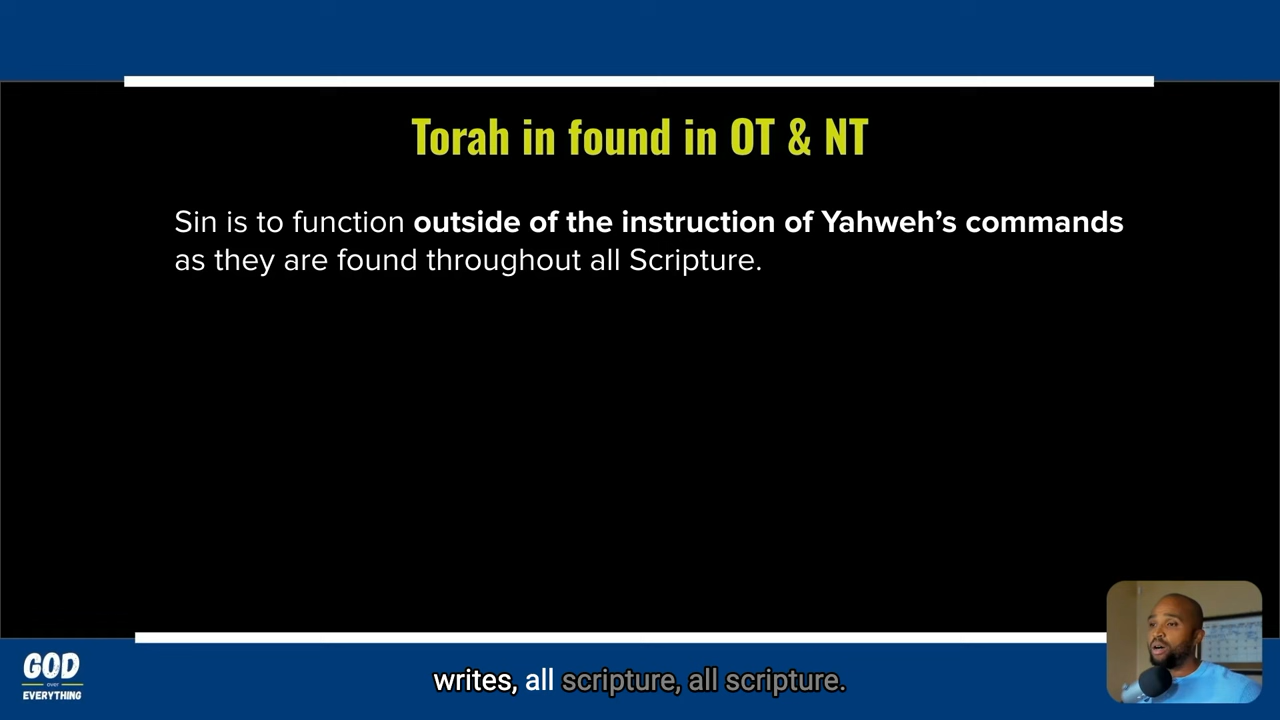 Torah in found in OT & NT
Sin is to function outside of the instruction of Yahweh’s commands
as they are found throughout all Scripture.
GOD
over
EVERYTHING
writes, all scripture, all scripture.